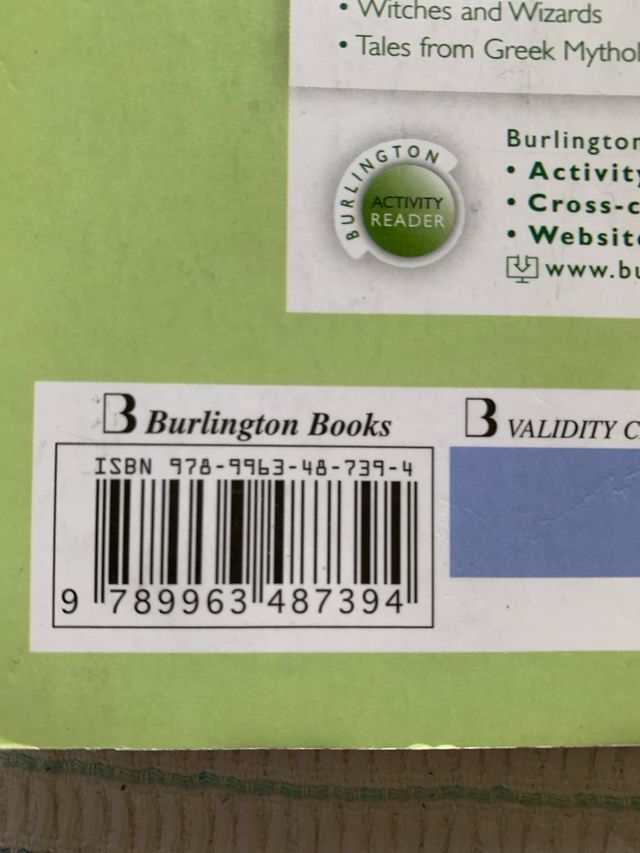 • Witches and Wizards
• Tales from Greek Mythol
BURLINGTON
ACTIVITY
READER
Burlington
• Activity
• Cross-c
• Website
www.bu
B Burlington Books
B VALIDITY C
ISBN 978-9963-48-739-4
9 789963 487394